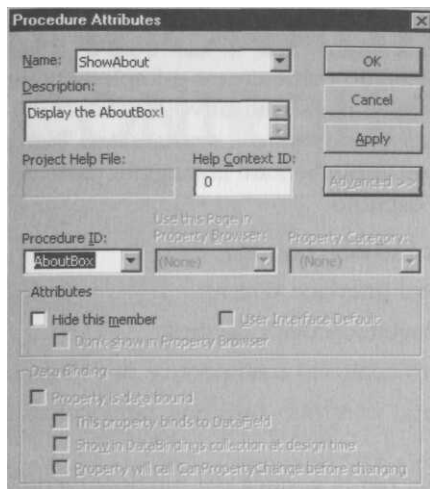 Procedure Attributes
Name: ShowAbout
OK
Description:
Display the AboutBox!
Cancel
Apply
Project Help File:
Help Context ID:
0
Advanced >>
Procedure ID:
Use this Page in
Property Browser:
Property Category:
AboutBox
(None)
(None)
Attributes
Hide this member
User Interface Default
Don't show in Property Browser
Data Binding
Property is data bound
This property binds to DataField
Show in DataBindings collection at design time
Property will call CanPropertyChange before changing